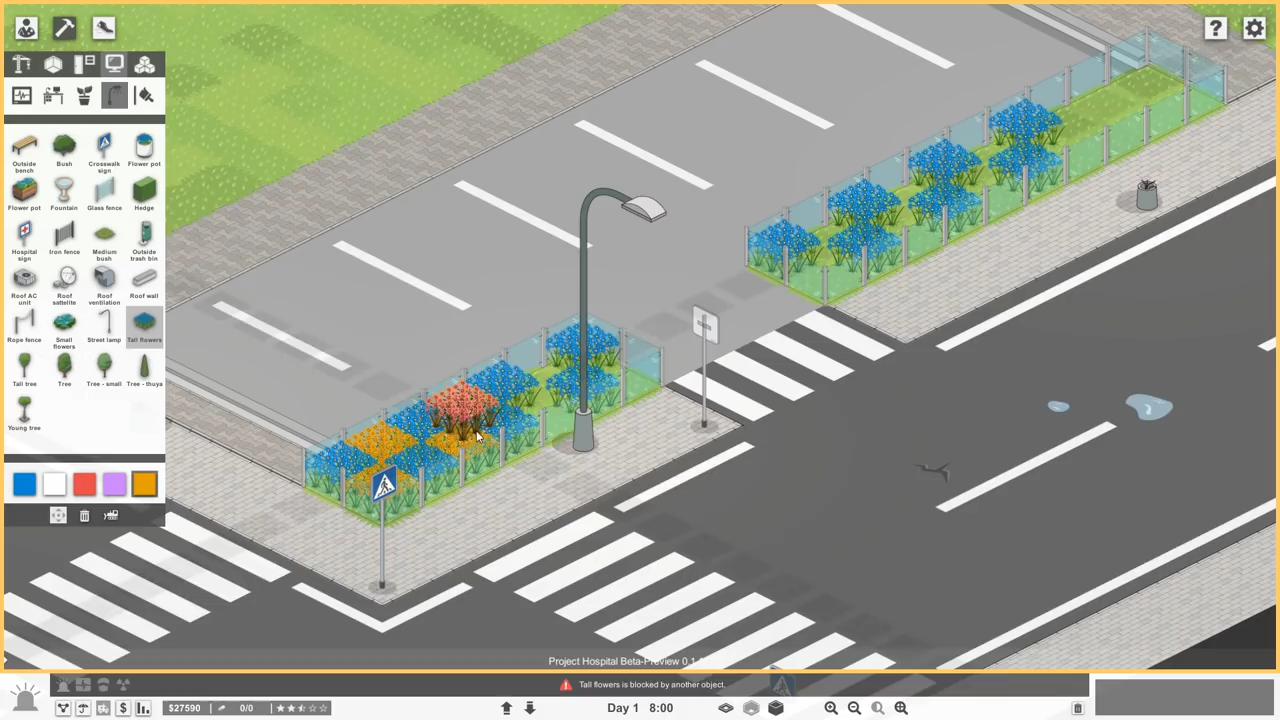 ?
Outside bench
Bush
Crosswalk sign
Flower pot
Flower pot
Fountain
Glass fence
Hedge
Hospital sign
Iron fence
Medium bush
Outside trash bin
Roof AC unit
Roof sattelite
Roof ventilation
Roof wall
Rope fence
Small flowers
Street lamp
Tall flowers
Tall tree
Tree
Tree - small
Tree - thuya
Young tree
Project Hospital Beta-Preview 0.1
Tall flowers is blocked by another object.
$
$27590
0/0
Day 1 8:00